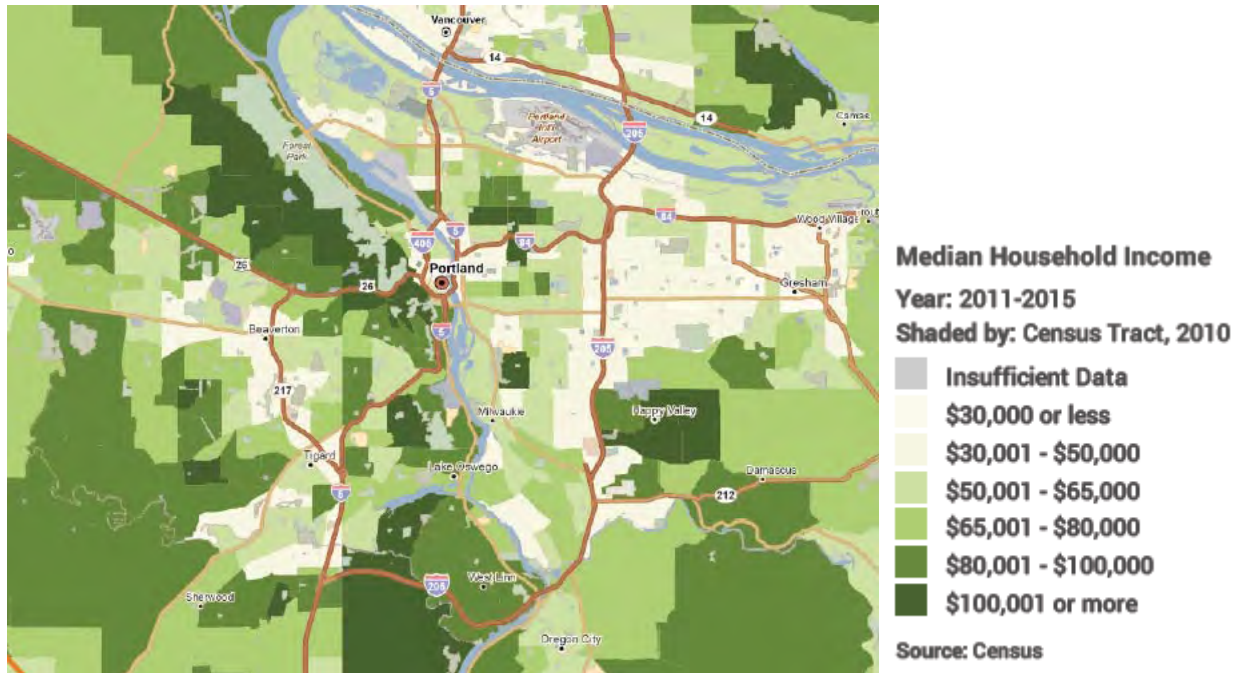 Vancouver
14
5
Portland
Intl
Airport
205
14
Camas
Forest
Park
84
Wood Village
rout
5
405
84
26
o
26
Portland
Gresham
5
Beaverton
205
217
Milwaukie
Happy Valley
Tigard
Lake Oswego
Damascus
5
212
West Linn
205
Sherwood
Oregon City
Median Household Income
Year: 2011-2015
Shaded by: Census Tract, 2010
Insufficient Data
$30,000 or less
$30,001 - $50,000
$50,001 - $65,000
$65,001 - $80,000
$80,001 - $100,000
$100,001 or more
Source: Census